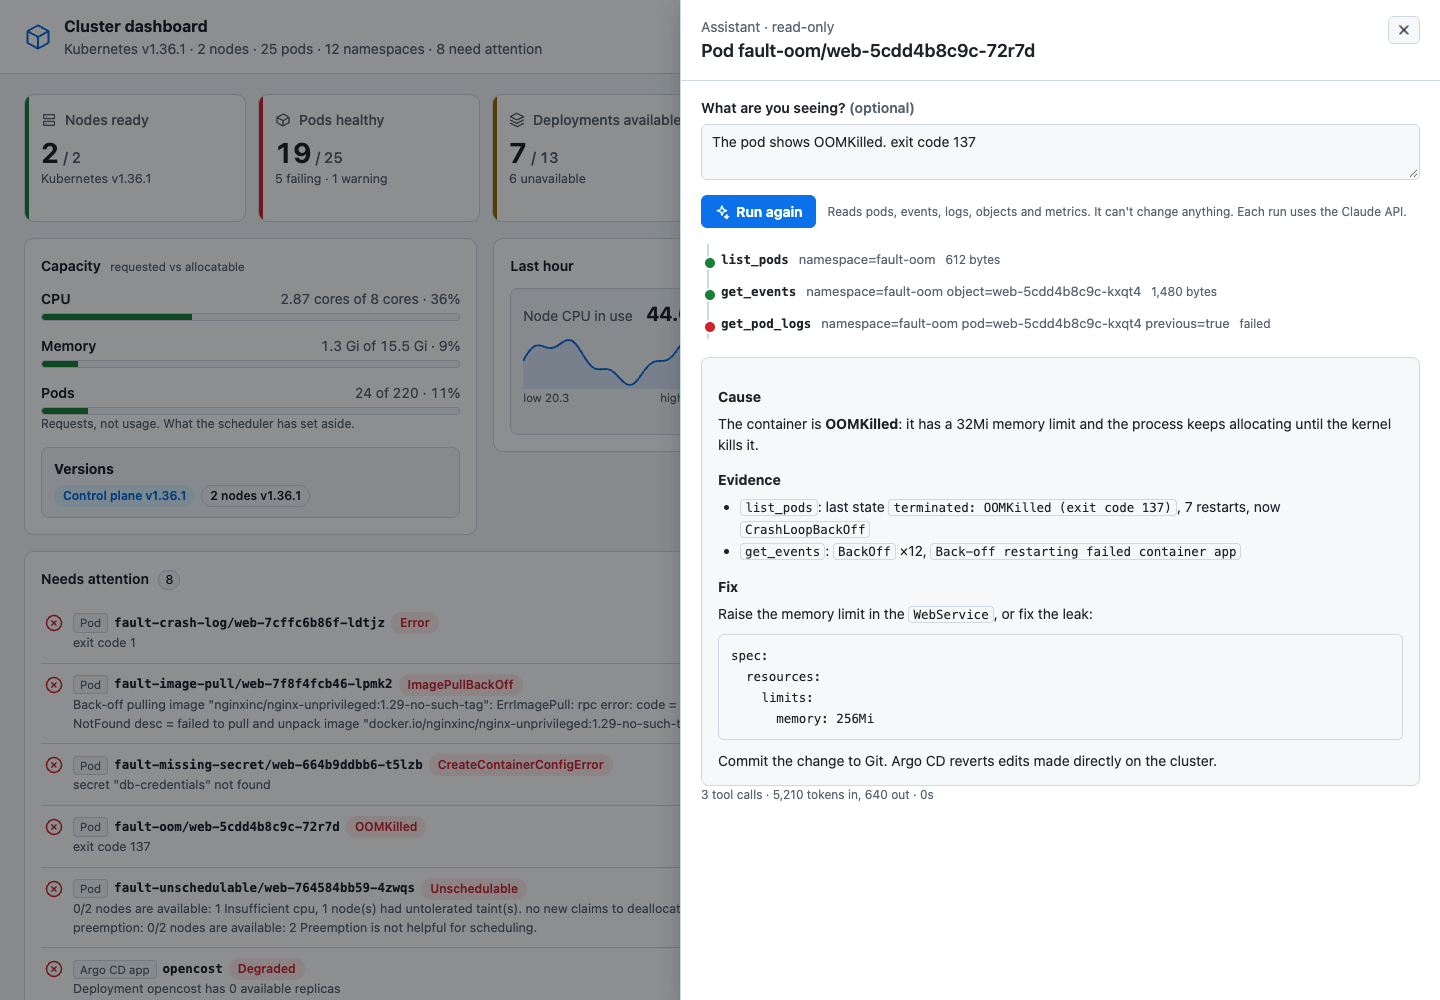 Cluster dashboard
Kubernetes v1.36.1 · 2 nodes · 25 pods · 12 namespaces · 8 need attention
Nodes ready
2 / 2
Kubernetes v1.36.1
Pods healthy
19 / 25
5 failing · 1 warning
Deployments available
7 / 13
6 unavailable
Capacity requested vs allocatable
CPU 2.87 cores of 8 cores · 36%
Memory 1.3 Gi of 15.5 Gi · 9%
Pods 24 of 220 · 11%
Requests, not usage. What the scheduler has set aside.
Versions
Control plane v1.36.1 2 nodes v1.36.1
Last hour
Node CPU in use 44.
low 20.3 high
Needs attention 8
Pod fault-crash-log/web-7cffc6b86f-ldtjz Error
exit code 1
Pod fault-image-pull/web-7f8f4fcb46-lpmk2 ImagePullBackOff
Back-off pulling image "nginxinc/nginx-unprivileged:1.29-no-such-tag": ErrImagePull: rpc error: code =
NotFound desc = failed to pull and unpack image "docker.io/nginxinc/nginx-unprivileged:1.29-no-such-t
Pod fault-missing-secret/web-664b9ddbb6-t5lzb CreateContainerConfigError
secret "db-credentials" not found
Pod fault-oom/web-5cdd4b8c9c-72r7d OOMKilled
exit code 137
Pod fault-unschedulable/web-764584bb59-4zwqs Unschedulable
0/2 nodes are available: 1 Insufficient cpu, 1 node(s) had untolerated taint(s). no new claims to deallocat
preemption: 0/2 nodes are available: 2 Preemption is not helpful for scheduling.
Argo CD app opencost Degraded
Deployment opencost has 0 available replicas
Assistant · read-only
Pod fault-oom/web-5cdd4b8c9c-72r7d
What are you seeing? (optional)
The pod shows OOMKilled. exit code 137
Run again Reads pods, events, logs, objects and metrics. It can't change anything. Each run uses the Claude API.
list_pods namespace=fault-oom 612 bytes
get_events namespace=fault-oom object=web-5cdd4b8c9c-kxqt4 1,480 bytes
get_pod_logs namespace=fault-oom pod=web-5cdd4b8c9c-kxqt4 previous=true failed
Cause
The container is OOMKilled: it has a 32Mi memory limit and the process keeps allocating until the kernel
kills it.
Evidence
• list_pods: last state terminated: OOMKilled (exit code 137), 7 restarts, now
CrashLoopBackOff
• get_events: BackOff ×12, Back-off restarting failed container app
Fix
Raise the memory limit in the WebService, or fix the leak:
spec:
  resources:
    limits:
      memory: 256Mi
Commit the change to Git. Argo CD reverts edits made directly on the cluster.
3 tool calls · 5,210 tokens in, 640 out · 0s